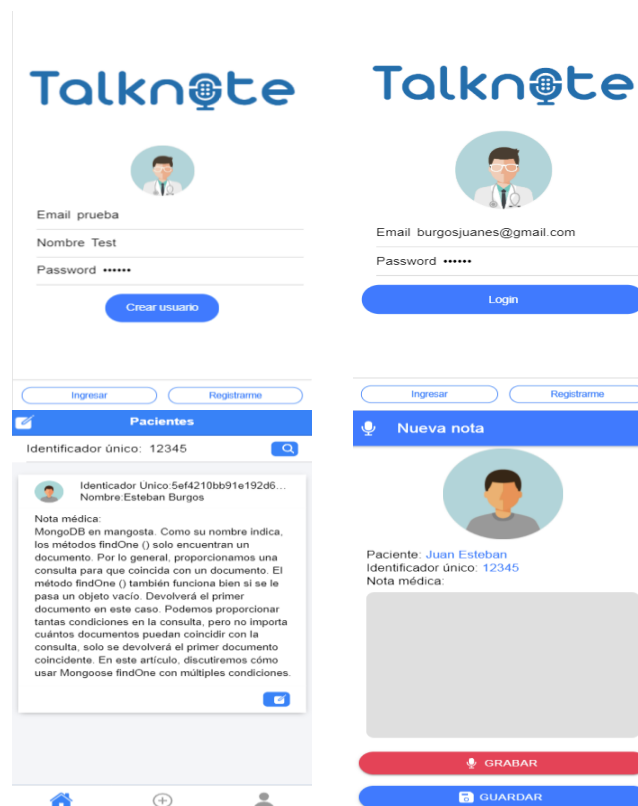 Talknote
Email prueba
Nombre Test
Password ••••••
Crear usuario
Ingresar
Registrarme
Talknote
Email burgosjuanes@gmail.com
Password ••••••
Login
Ingresar
Registrarme
Pacientes
Identificador único: 12345
Identicador Unico:5ef4210bb91e192d6...
Nombre:Esteban Burgos
Nota médica:
MongoDB en mangosta. Como su nombre indica,
los métodos findOne () solo encuentran un
documento. Por lo general, proporcionamos una
consulta para que coincida con un documento. El
método findOne () también funciona bien si se le
pasa un objeto vacío. Devolverá el primer
documento en este caso. Podemos proporcionar
tantas condiciones en la consulta, pero no importa
cuántos documentos puedan coincidir con la
consulta, solo se devolverá el primer documento
coincidente. En este artículo, discutiremos cómo
usar Mongoose findOne con múltiples condiciones.
Nueva nota
Paciente: Juan Esteban
Identificador único: 12345
Nota médica:
GRABAR
GUARDAR